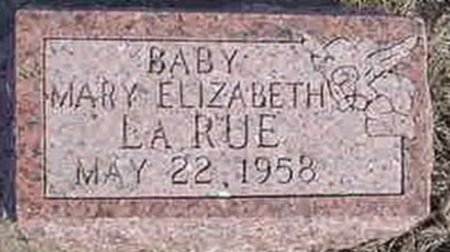 BABY
MARY ELIZABETH
LA RUE
MAY 22, 1958